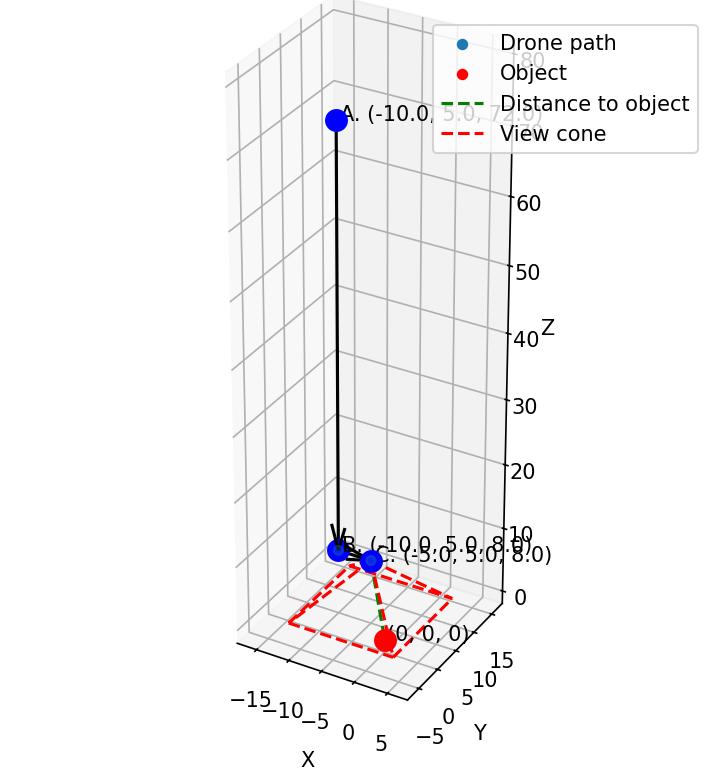 Drone path
Object
Distance to object
View cone
A. (-10.0, 5.0, 72.0)
80
70
60
50
40
30
20
10
0
Z
B. (-10.0, 5.0, 8.0)
C. (-5.0, 5.0, 8.0)
(0, 0, 0)
−15
−10
−5
0
5
X
−5
0
5
10
15
Y